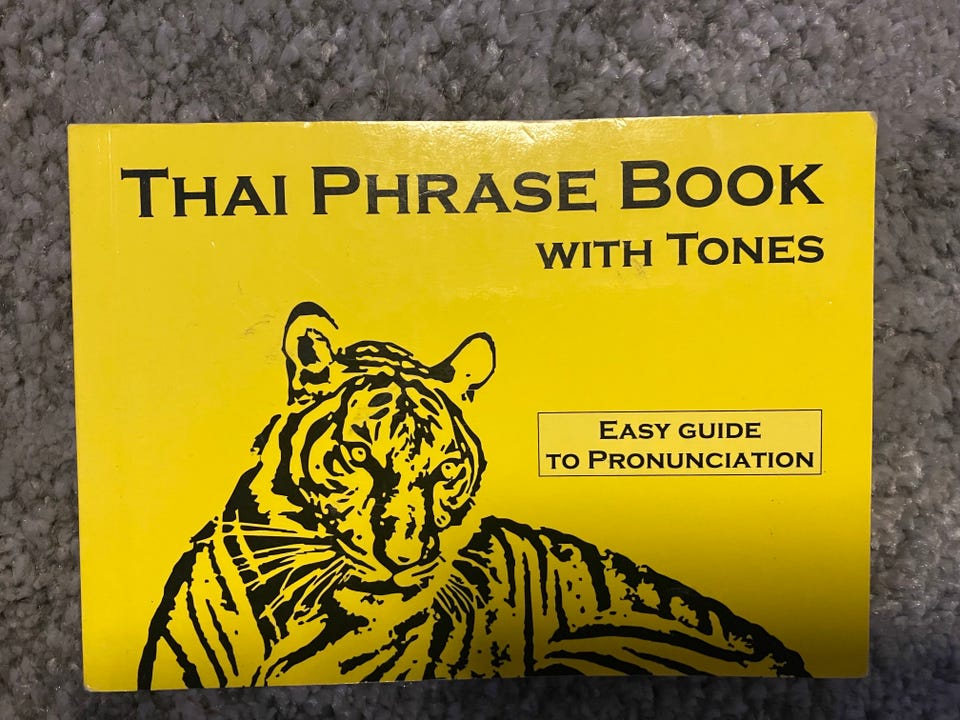 THAI PHRASE BOOK
WITH TONES
EASY GUIDE
TO PRONUNCIATION